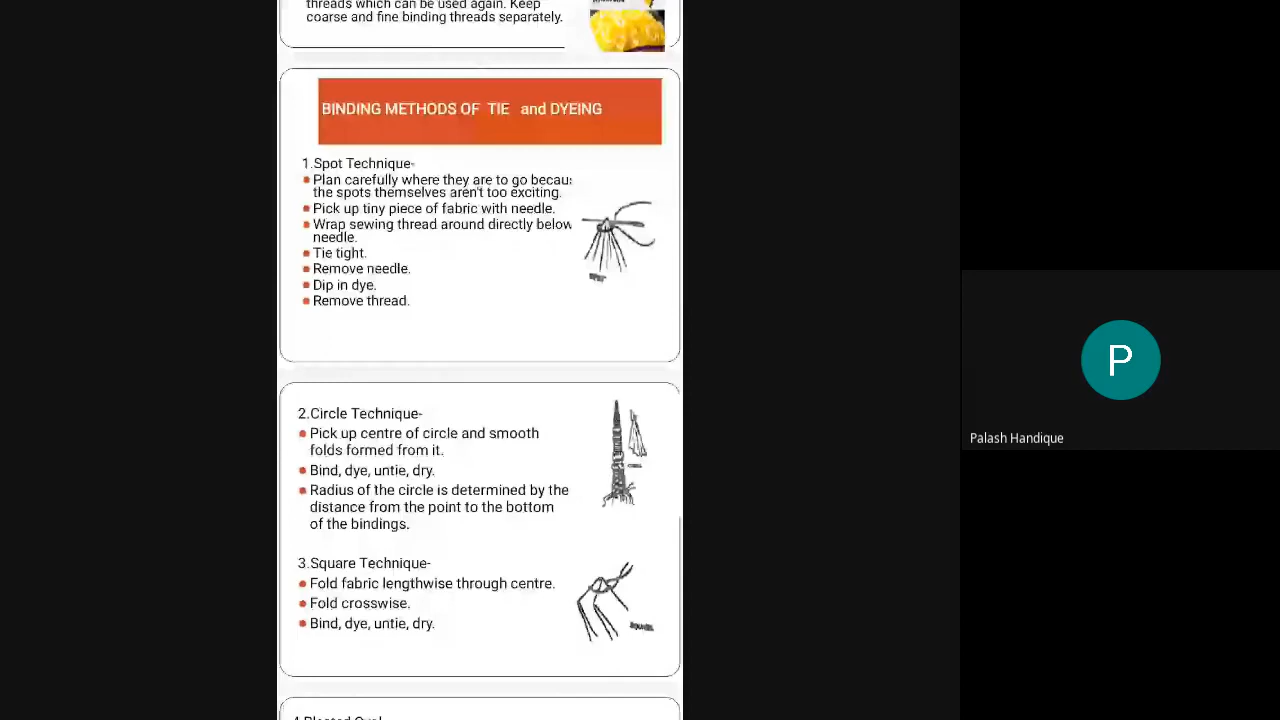 threads which can be used again. Keep
coarse and fine binding threads separately.
BINDING METHODS OF TIE and DYEING
1.Spot Technique-
Plan carefully where they are to go becau
the spots themselves aren't too exciting.
Pick up tiny piece of fabric with needle.
Wrap sewing thread around directly below
needle.
Tie tight.
Remove needle.
Dip in dye.
Remove thread.
2.Circle Technique-
Pick up centre of circle and smooth
folds formed from it.
Bind, dye, untie, dry.
Radius of the circle is determined by the
distance from the point to the bottom
of the bindings.
3.Square Technique-
Fold fabric lengthwise through centre.
Fold crosswise.
Bind, dye, untie, dry.
P
Palash Handique